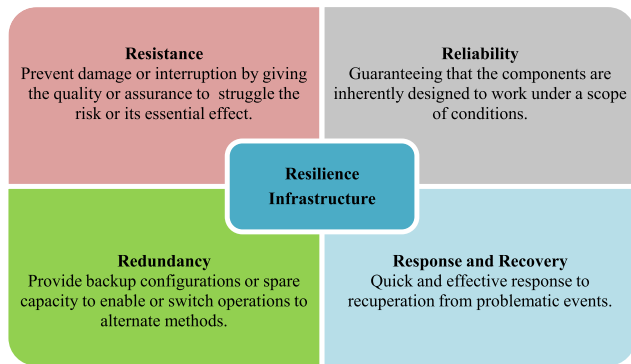 Resistance
Prevent damage or interruption by giving
the quality or assurance to  struggle the
risk or its essential effect.
Reliability
Guaranteeing that the components are
inherently designed to work under a scope
of conditions.
Resilience
Infrastructure
Redundancy
Provide backup configurations or spare
capacity to enable or switch operations to
alternate methods.
Response and Recovery
Quick and effective response to
recuperation from problematic events.